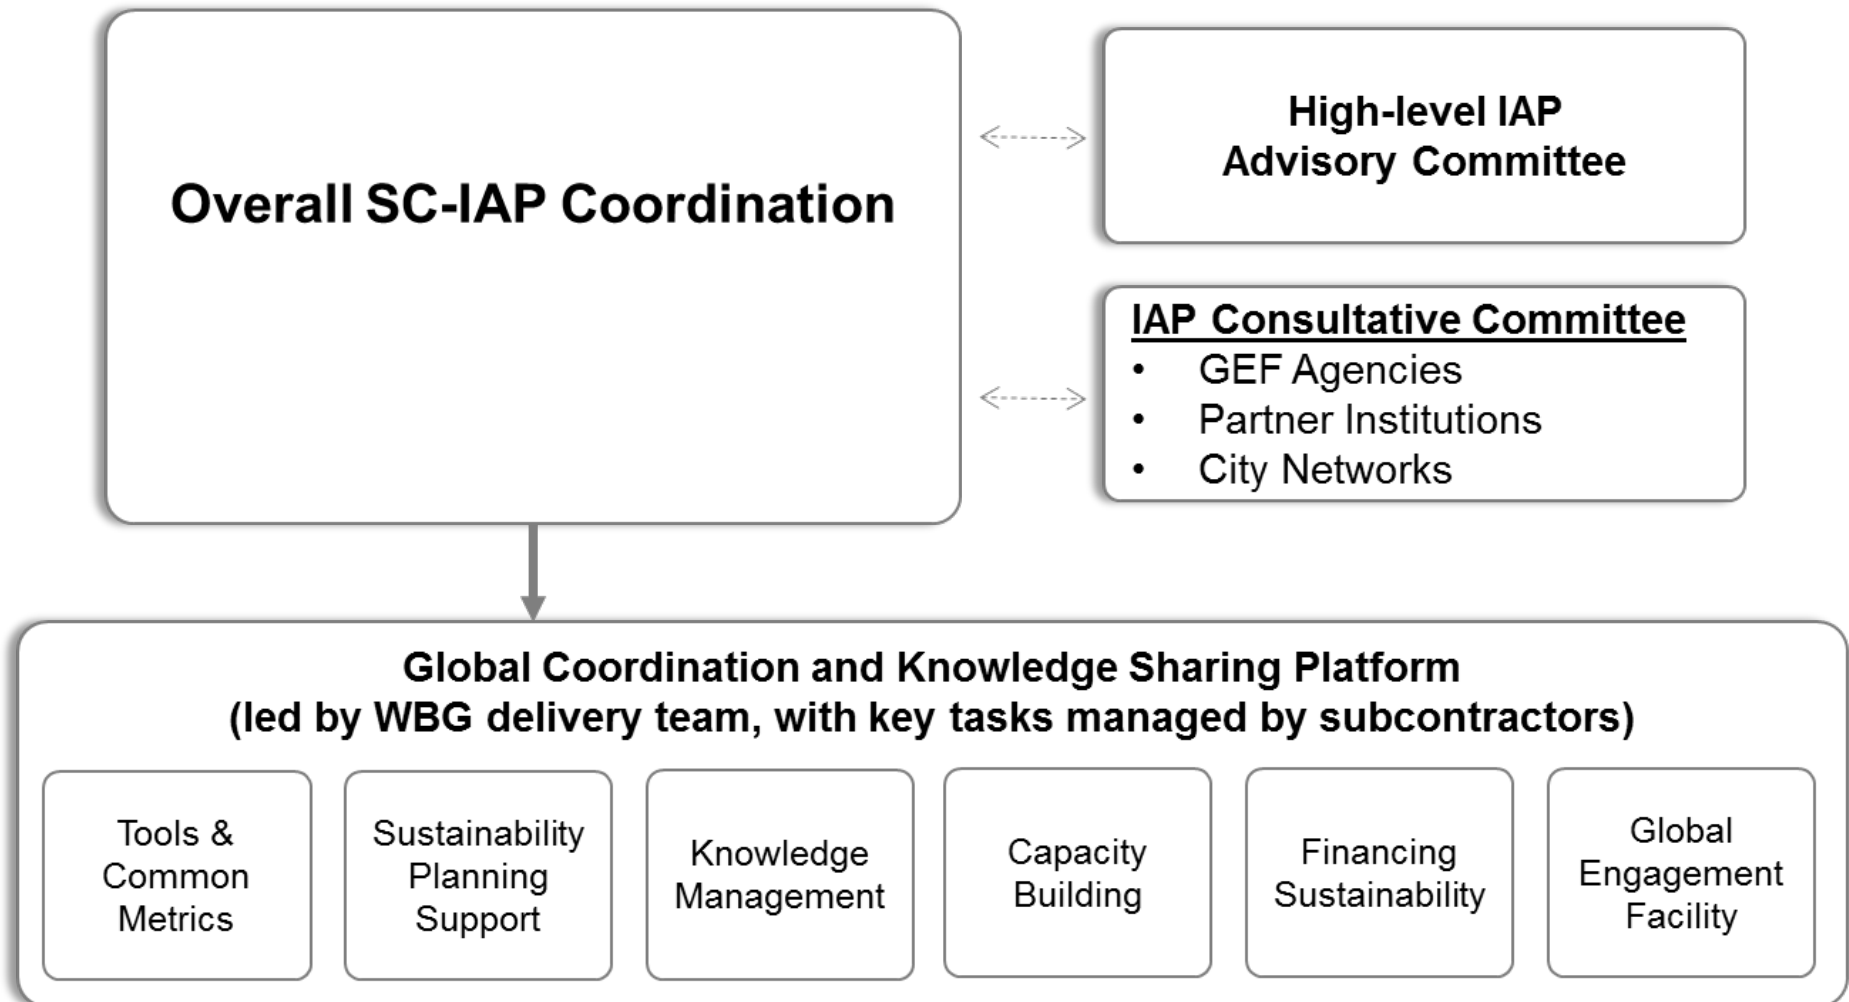 Overall SC-IAP Coordination
High-level IAP
Advisory Committee
IAP Consultative Committee
• GEF Agencies
• Partner Institutions
• City Networks
Global Coordination and Knowledge Sharing Platform
(led by WBG delivery team, with key tasks managed by subcontractors)
Tools &
Common
Metrics
Sustainability
Planning
Support
Knowledge
Management
Capacity
Building
Financing
Sustainability
Global
Engagement
Facility